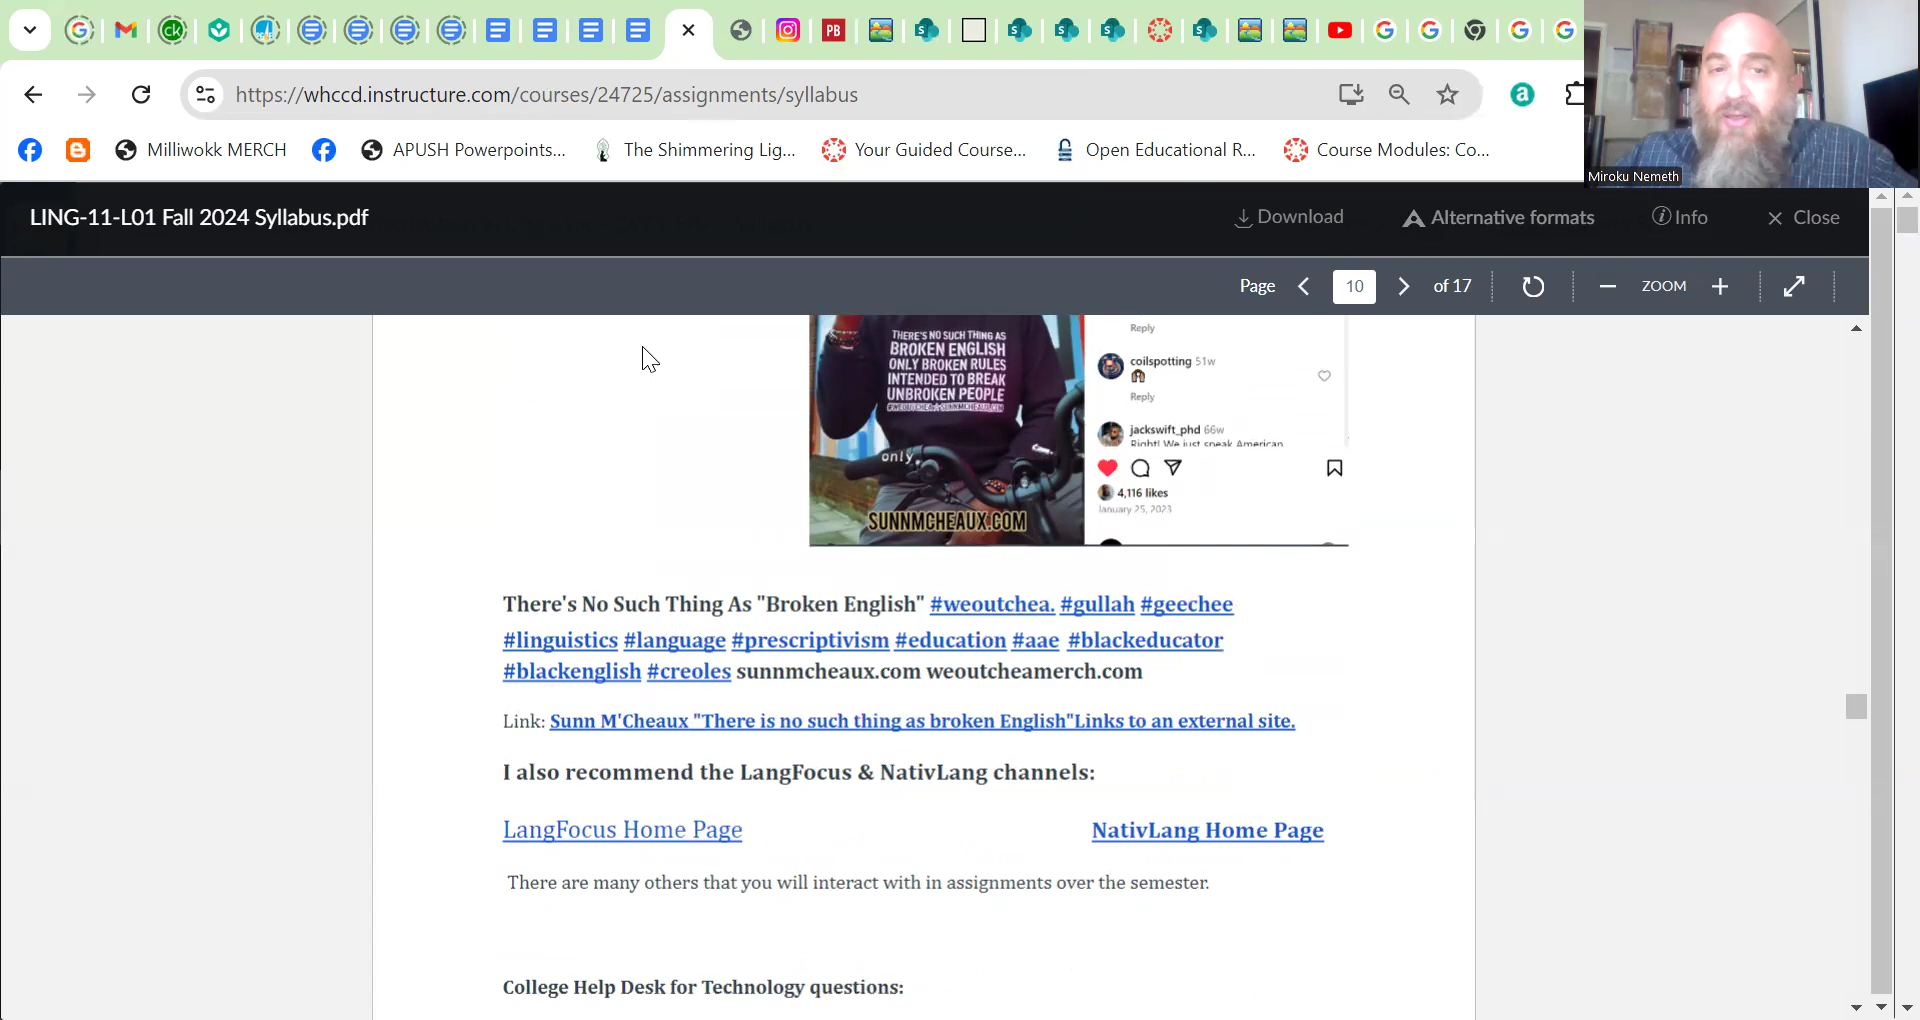 https://whccd.instructure.com/courses/24725/assignments/syllabus
Milliwokk MERCH
APUSH Powerpoints...
The Shimmering Lig...
Your Guided Course...
Open Educational R...
Course Modules: Co...
Miroku Nemeth
LING-11-L01 Fall 2024 Syllabus.pdf
Download
Alternative formats
Info
Close
Page
10
of 17
ZOOM
THERE'S NO SUCH THING AS
BROKEN ENGLISH
ONLY BROKEN RULES
INTENDED TO BREAK
UNBROKEN PEOPLE
only
SUNNMCHEAUX.COM
Reply
coilspotting 51w
Reply
jackswift_phd 66w
Right! We just speak American
4,116 likes
January 25, 2023
There's No Such Thing As "Broken English" #weoutchea. #gullah #geechee
#linguistics #language #prescriptivism #education #aae #blackeducator
#blackenglish #creoles sunnmcheaux.com weoutcheamerch.com
Link: Sunn M'Cheaux "There is no such thing as broken English"Links to an external site.
I also recommend the LangFocus & NativLang channels:
LangFocus Home Page
NativLang Home Page
There are many others that you will interact with in assignments over the semester.
College Help Desk for Technology questions: